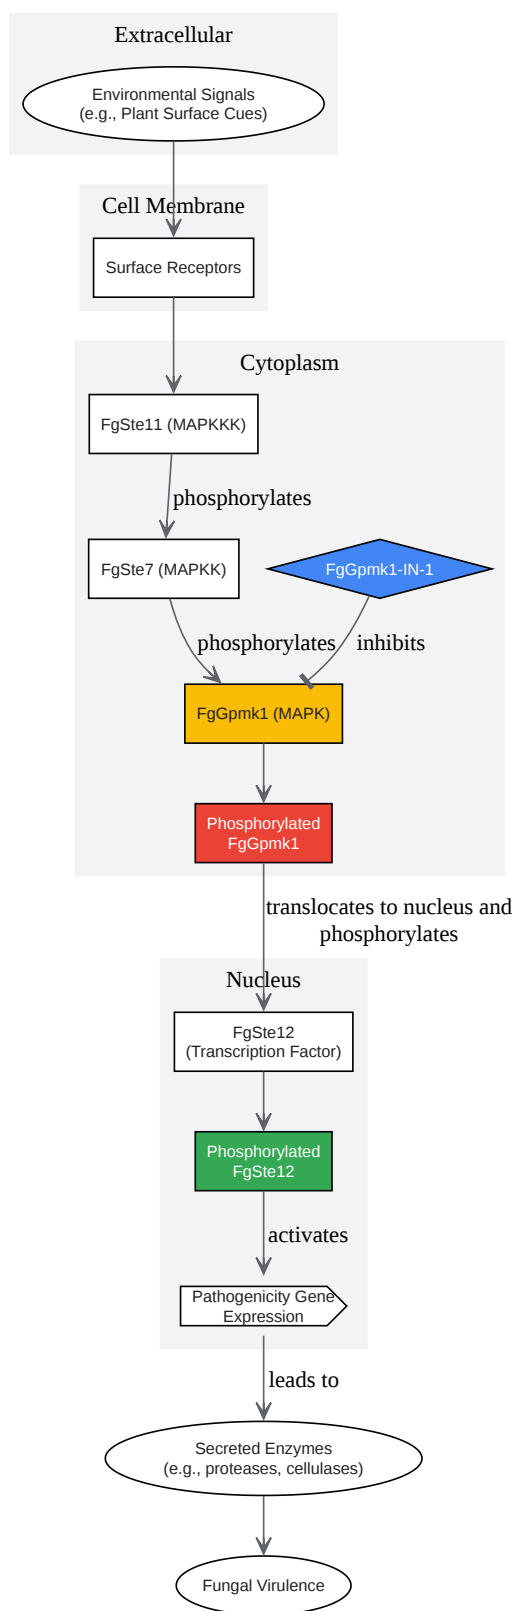 Extracellular
Environmental Signals
(e.g., Plant Surface Cues)
Cell Membrane
Surface Receptors
Cytoplasm
FgSte11 (MAPKKK)
phosphorylates
FgSte7 (MAPKK)
FgGpmk1-IN-1
phosphorylates
inhibits
FgGpmk1 (MAPK)
Phosphorylated
FgGpmk1
translocates to nucleus and
phosphorylates
Nucleus
FgSte12
(Transcription Factor)
Phosphorylated
FgSte12
activates
Pathogenicity Gene
Expression
leads to
Secreted Enzymes
(e.g., proteases, cellulases)
Fungal Virulence